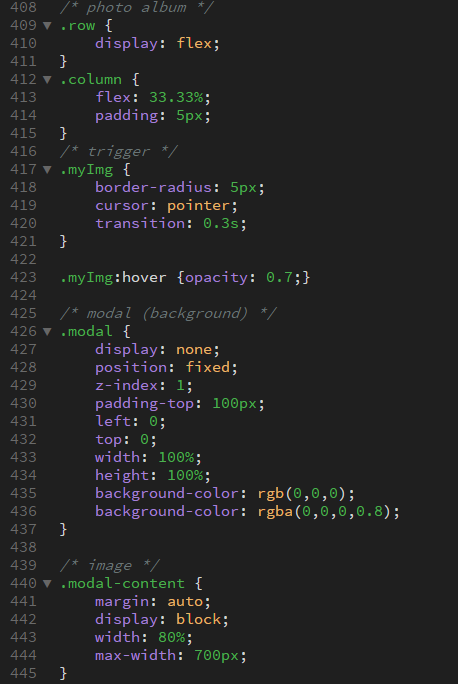 408 /* photo album */
409 ▼ .row {
410     display: flex;
411 }
412 ▼ .column {
413     flex: 33.33%;
414     padding: 5px;
415 }
416 /* trigger */
417 ▼ .myImg {
418     border-radius: 5px;
419     cursor: pointer;
420     transition: 0.3s;
421 }
422
423 .myImg:hover {opacity: 0.7;}
424
425 /* modal (background) */
426 ▼ .modal {
427     display: none;
428     position: fixed;
429     z-index: 1;
430     padding-top: 100px;
431     left: 0;
432     top: 0;
433     width: 100%;
434     height: 100%;
435     background-color: rgb(0,0,0);
436     background-color: rgba(0,0,0,0.8);
437 }
438
439 /* image */
440 ▼ .modal-content {
441     margin: auto;
442     display: block;
443     width: 80%;
444     max-width: 700px;
445 }